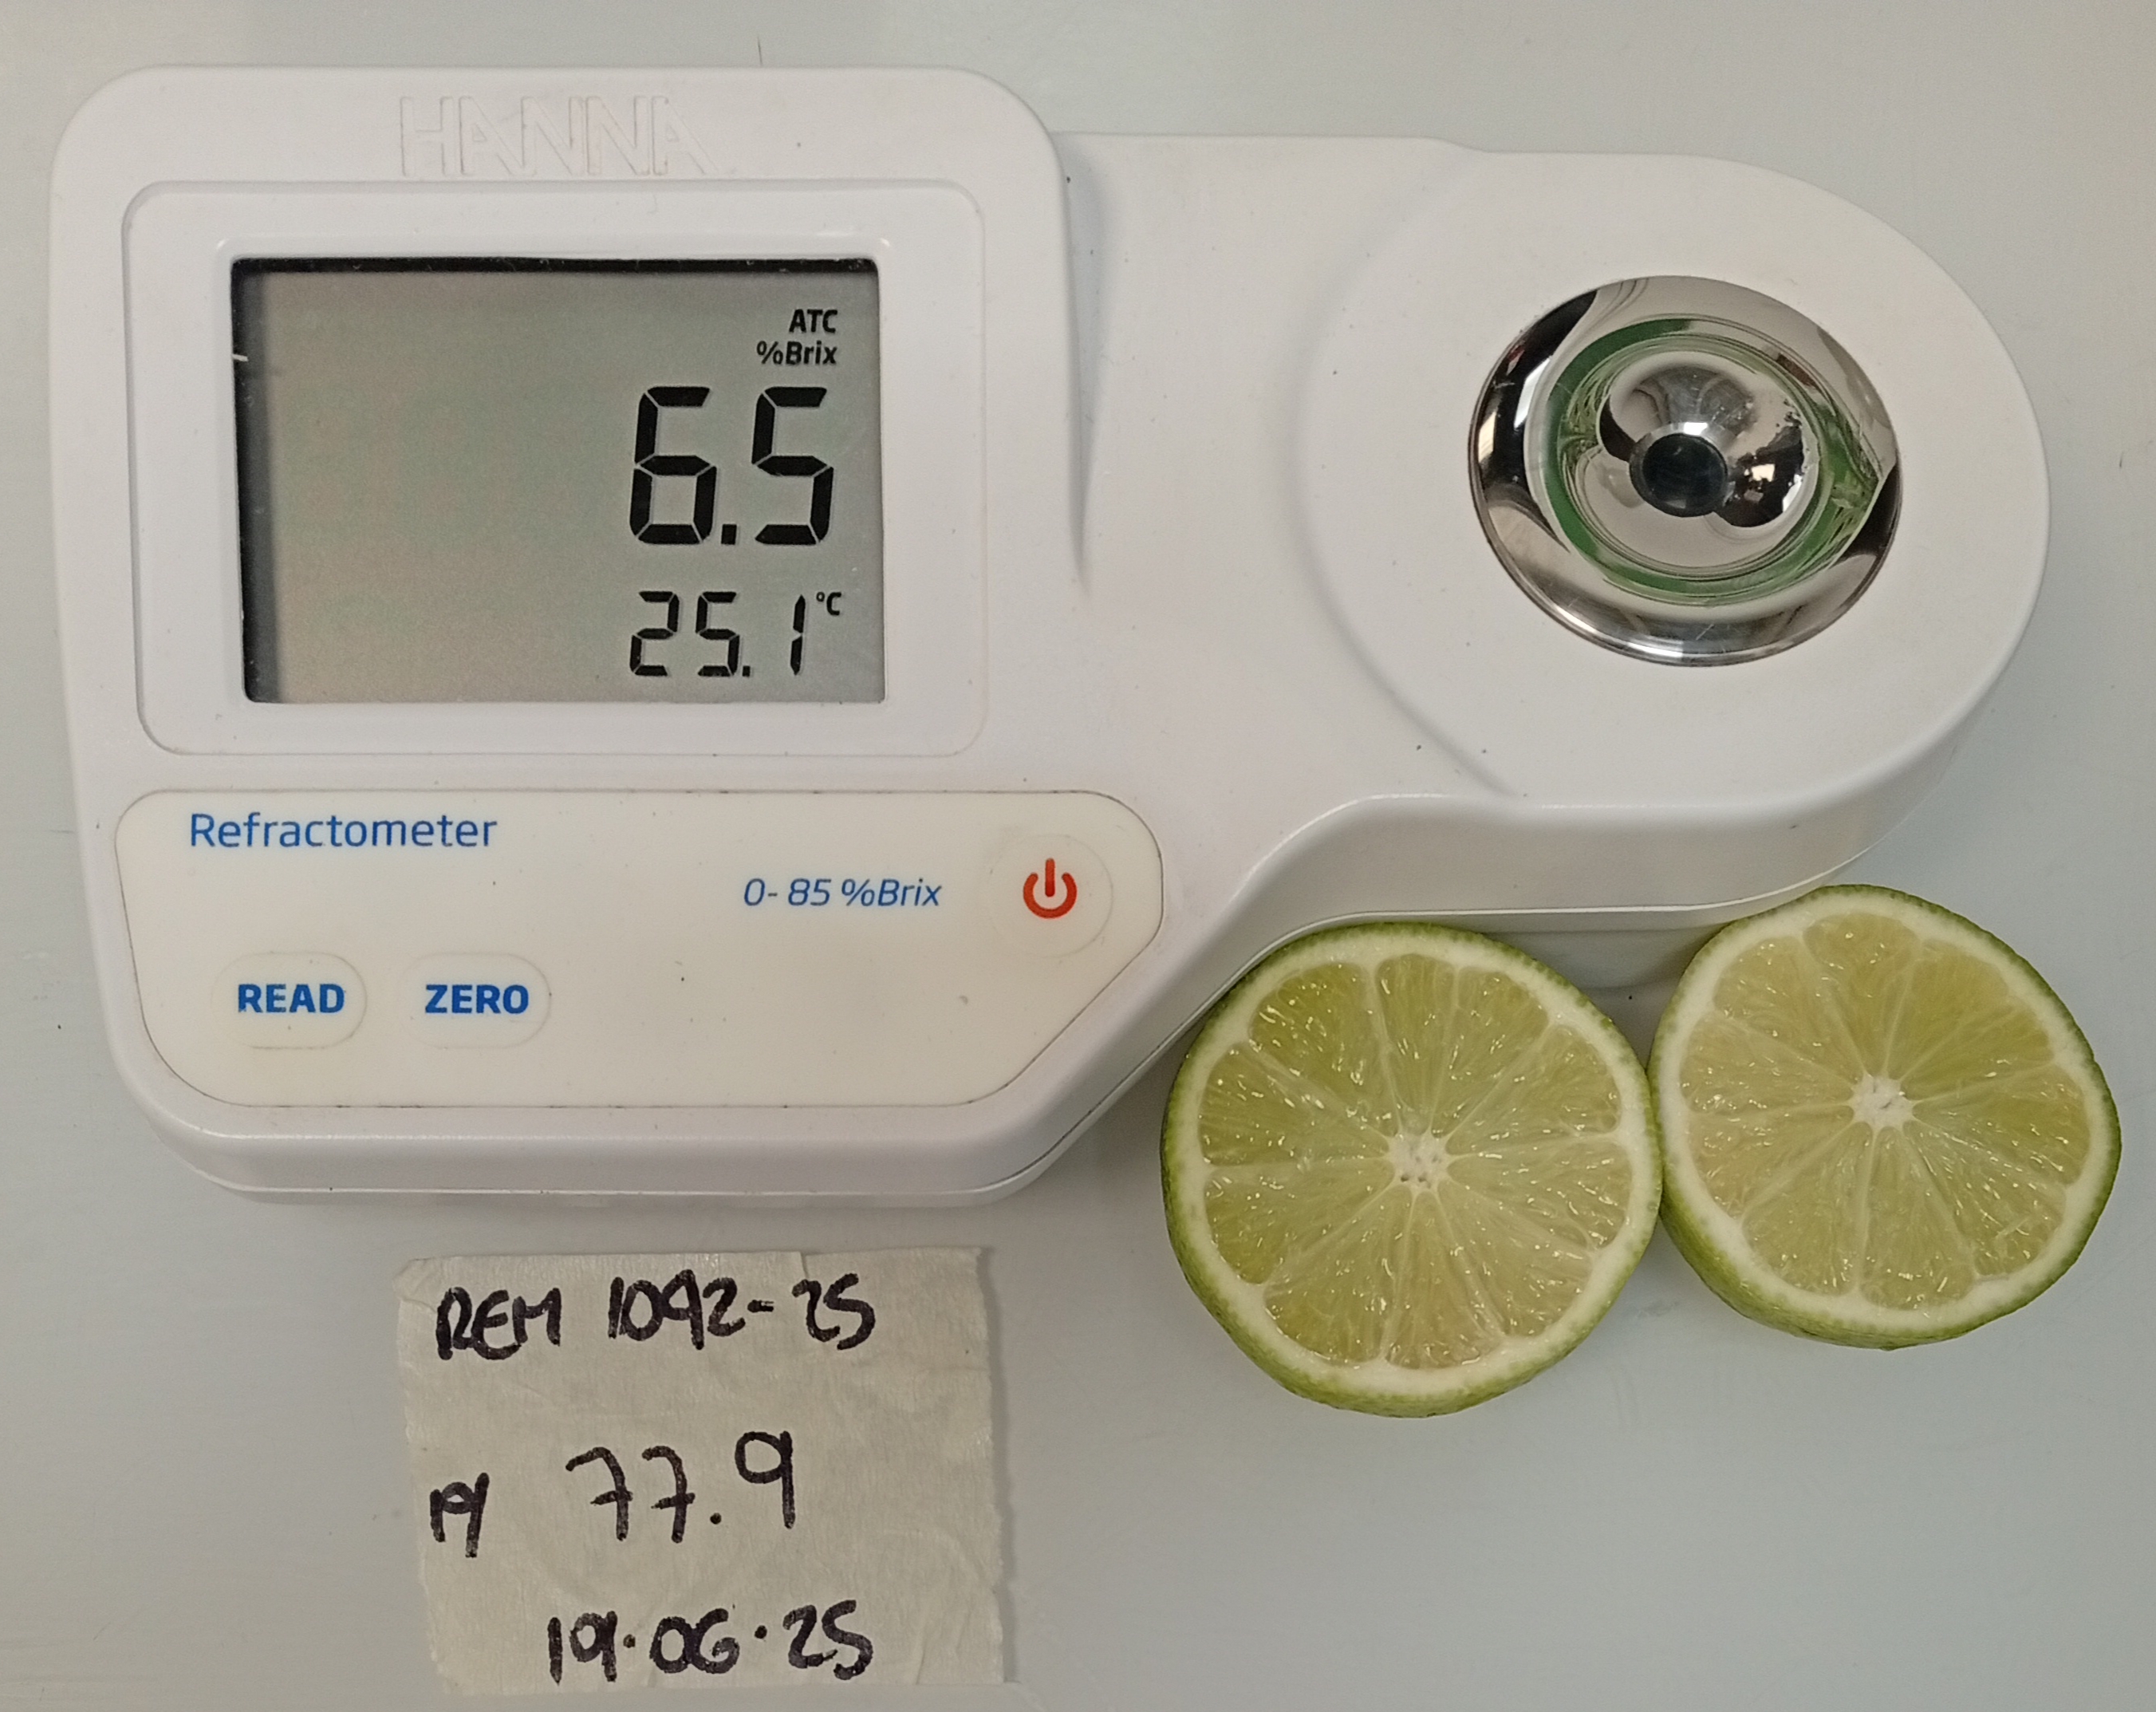 HANNA
ATC
%Brix
6.5
25.1 °C
Refractometer
0-85 %Brix
READ ZERO
REM 1092-25
77.9
19.06.25